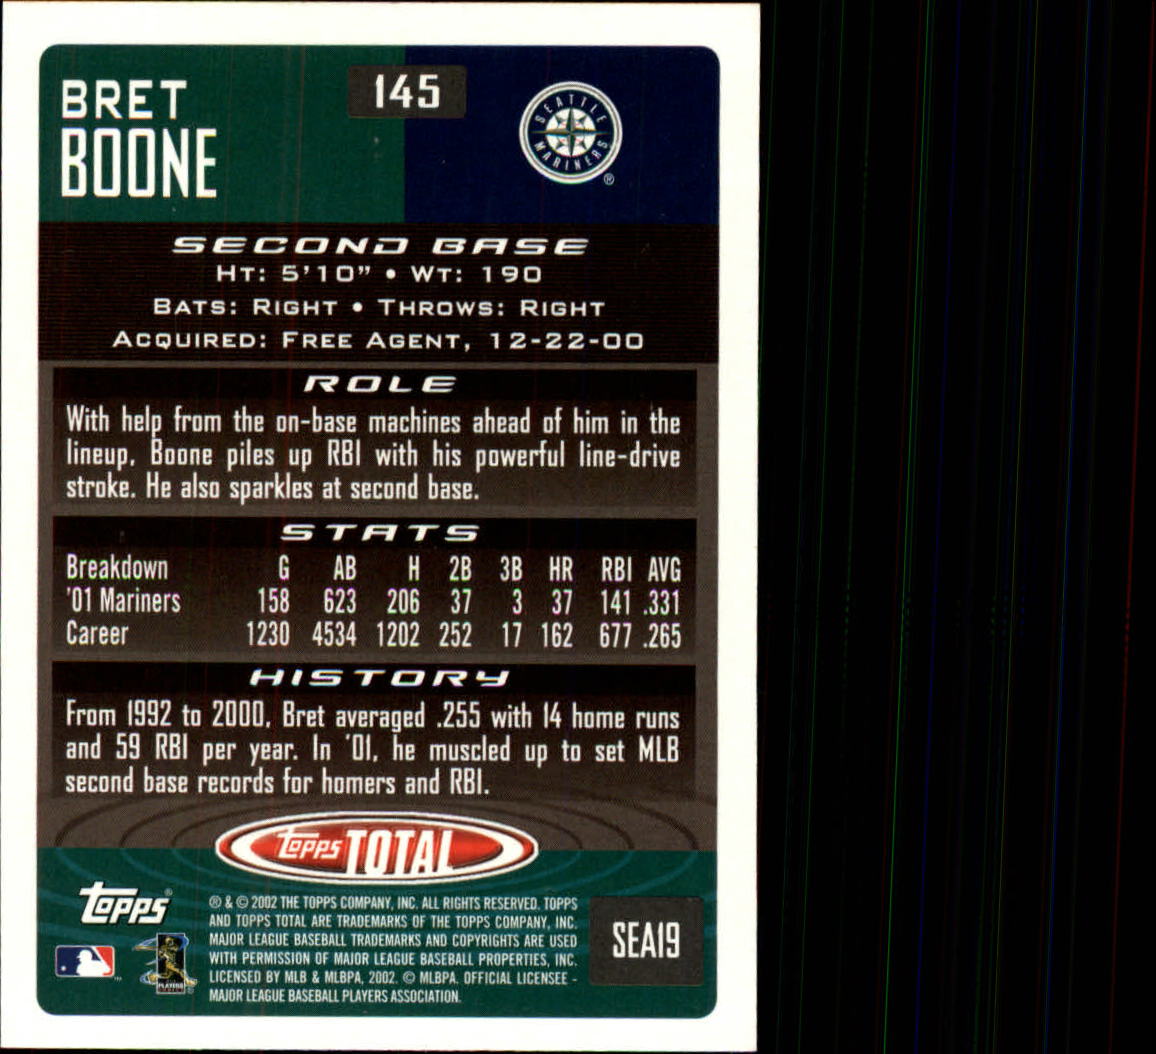 BRET
BOONE
145
SEATTLE
MARINERS
®
SECOND BASE
HT: 5'10" • WT: 190
BATS: RIGHT • THROWS: RIGHT
ACQUIRED: FREE AGENT, 12-22-00
ROLE
With help from the on-base machines ahead of him in the
lineup, Boone piles up RBI with his powerful line-drive
stroke. He also sparkles at second base.
STATS
Breakdown G AB H 2B 3B HR RBI AVG
'01 Mariners 158 623 206 37 3 37 141 .331
Career 1230 4534 1202 252 17 162 677 .265
HISTORY
From 1992 to 2000, Bret averaged .255 with 14 home runs
and 59 RBI per year. In '01, he muscled up to set MLB
second base records for homers and RBI.
Topps TOTAL
Topps®
® & © 2002 THE TOPPS COMPANY, INC. ALL RIGHTS RESERVED. TOPPS
AND TOPPS TOTAL ARE TRADEMARKS OF THE TOPPS COMPANY, INC.
MAJOR LEAGUE BASEBALL TRADEMARKS AND COPYRIGHTS ARE USED
WITH PERMISSION OF MAJOR LEAGUE BASEBALL PROPERTIES, INC.
LICENSED BY MLB & MLBPA, 2002. © MLBPA. OFFICIAL LICENSEE -
MAJOR LEAGUE BASEBALL PLAYERS ASSOCIATION.
SEA19
PLAYERS